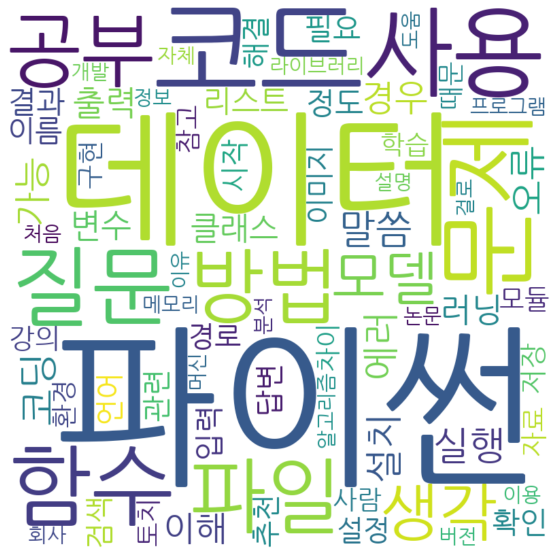 자체
도움
개발
라이브러리
해결
필요
때문
공부
코드
사용
결과
출력
정보
리스트
정도
경우
프로그램
이름
참고
데이터
문제
오류
구현
시작
이미지
학습
설명
절로
가능
변수
클래스
말씀
처음
이야
질문
방법
모델
메모리
분석
러닝
모듈
강의
경로
논문
에러
코딩
환경
언어
관련
파이썬
머신
답변
알고리즘
차이
저장
자료
입력
설치
실행
함수
파일
생각
검색
토치
이해
추천
사람
설정
이용
확인
회사
버전